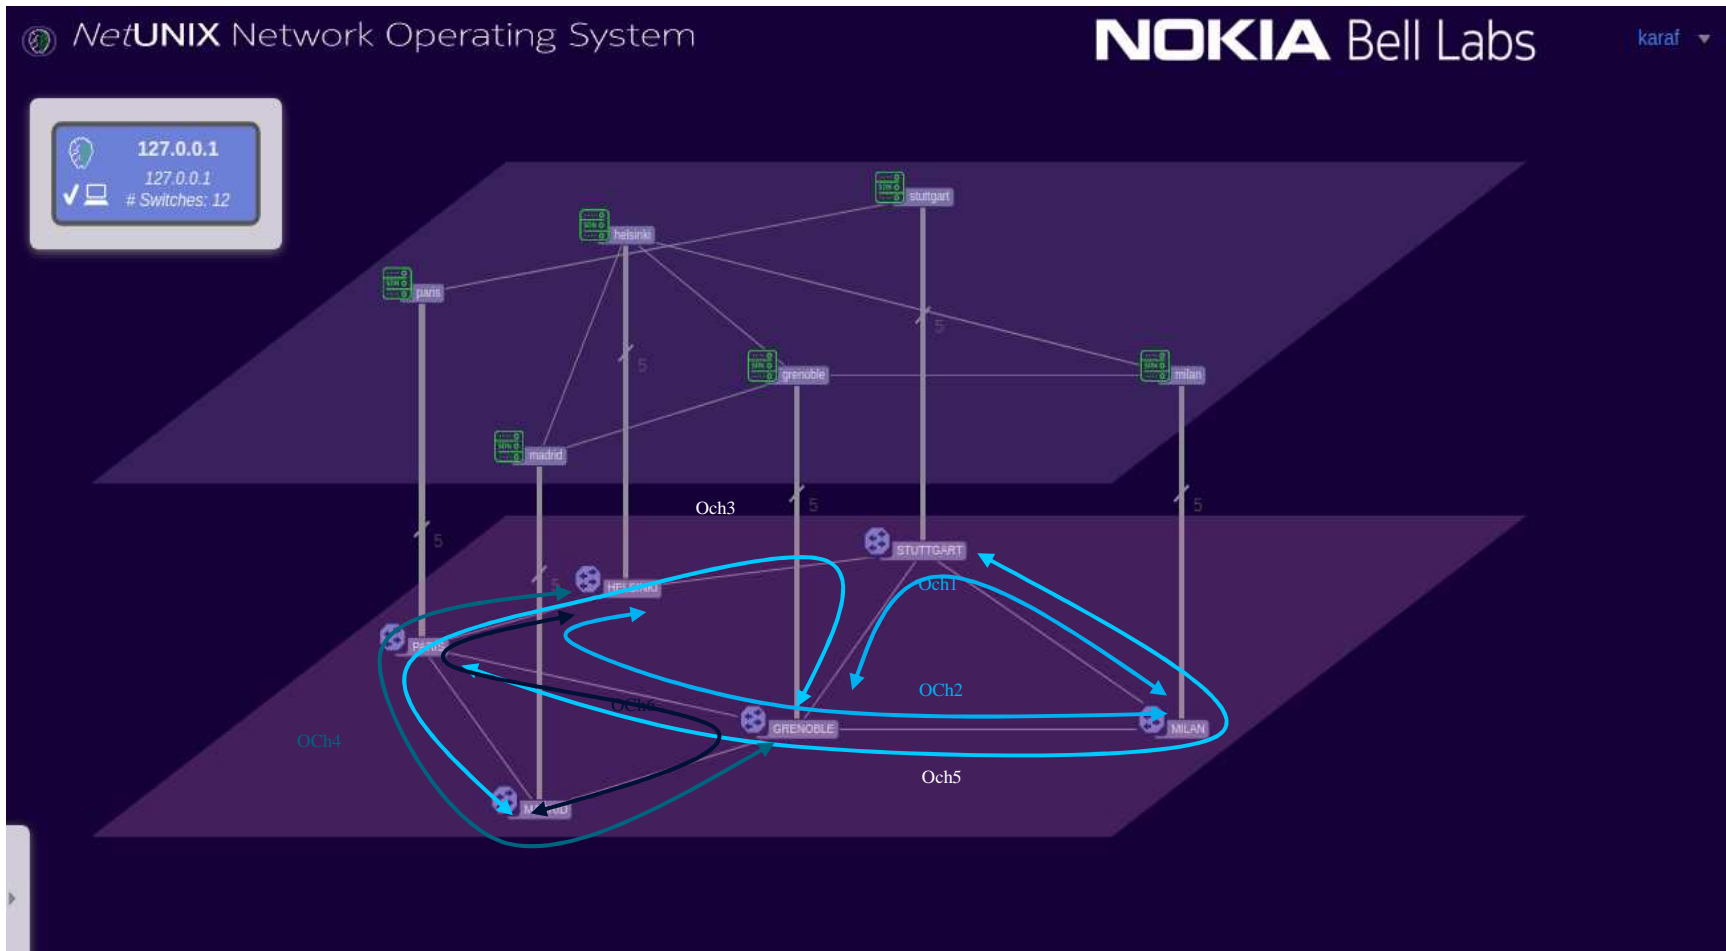 NetUNIX Network Operating System
NOKIA Bell Labs
karaf
127.0.0.1
127.0.0.1
# Switches: 12
stuttgart
helsinki
paris
5
5
grenoble
milan
madrid
Och3
5
5
5
STUTTGART
5
HELSINKI
Och1
PARIS
OCh2
OCh6
GRENOBLE
MILAN
OCh4
Och5
MADRID